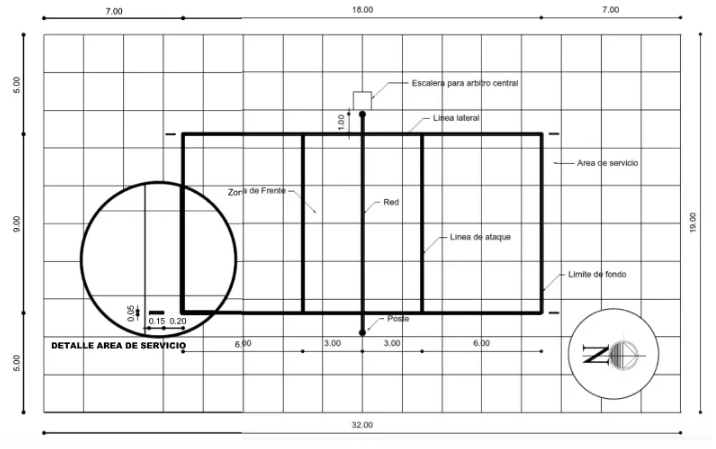 7.00
18.00
7.00
5.00
Escalera para arbitro central
1.00
Linea lateral
Area de servicio
Zona de Frente
Red
9.00
19.00
Linea de ataque
Limite de fondo
0.05
0.15
0.20
Poste
DETALLE AREA DE SERVICIO
6.00
3.00
3.00
6.00
5.00
N
32.00